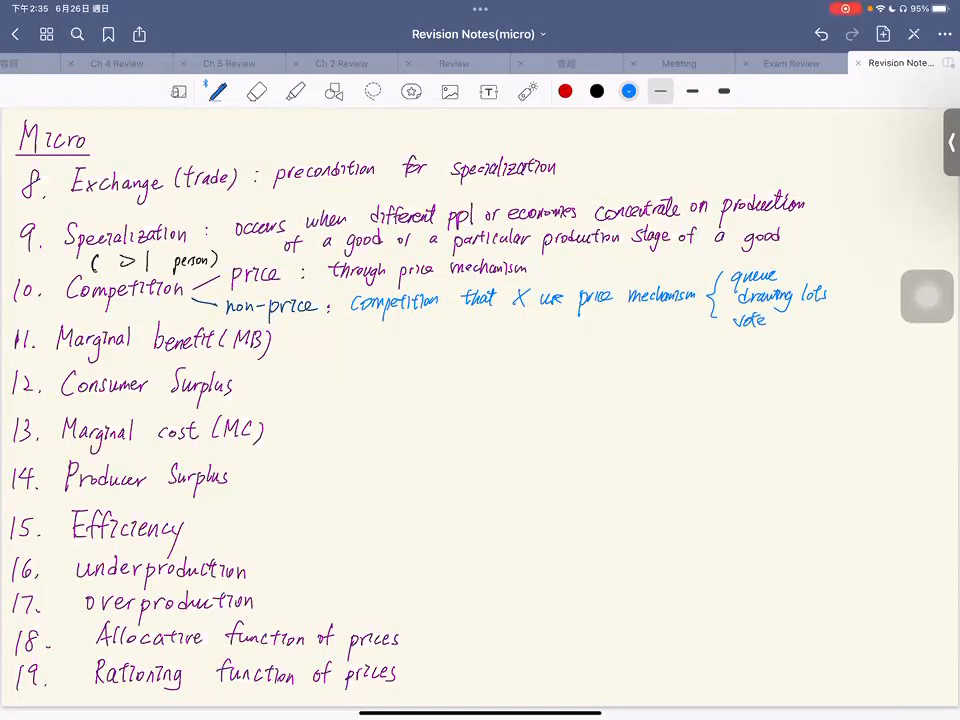 下午2:35 6月26日 週日
95%
Revision Notes(micro)
Ch 4 Review
Ch 5 Review
Ch 2 Review
Review
Meeting
Exam Review
Revision Note...
Micro
8. Exchange (trade) : precondition for specialization
9. Specialization : occurs when different ppl or economies concentrate on production
of a good or a particular production stage of a good
( > 1 person)
10. Competition price : through price mechanism
non-price : competition that X use price mechanism { queue
drawing lots
vote
11. Marginal benefit (MB)
12. Consumer Surplus
13. Marginal cost (MC)
14. Producer Surplus
15. Efficiency
16. underproduction
17. overproduction
18. Allocative function of prices
19. Rationing function of prices